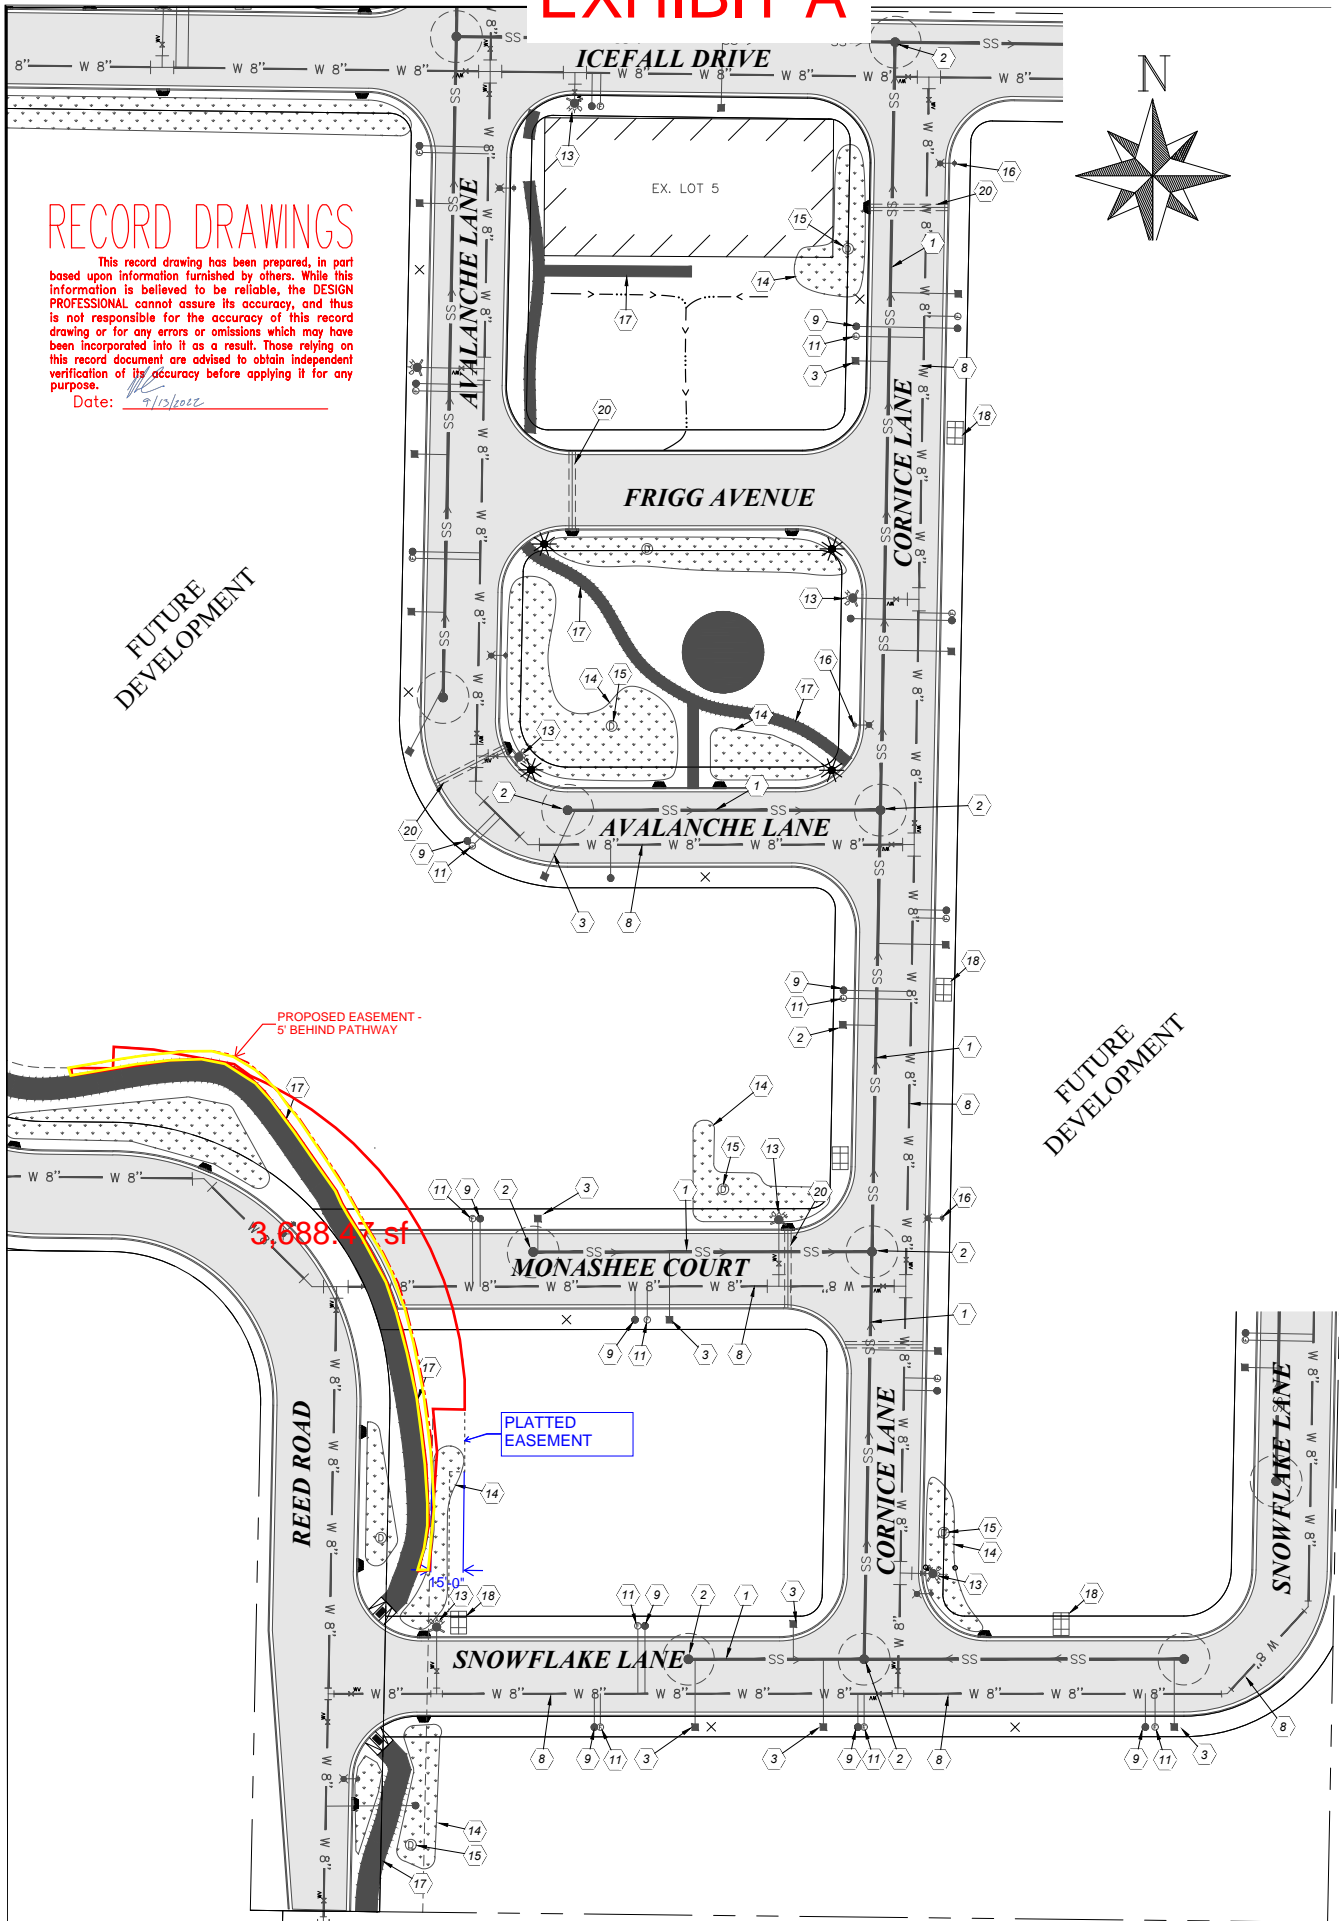 EXHIBIT A
ICEFALL DRIVE
RECORD DRAWINGS
This record drawing has been prepared, in part
based upon information furnished by others. While this
information is believed to be reliable, the DESIGN
PROFESSIONAL cannot assure its accuracy, and thus
is not responsible for the accuracy of this record
drawing or for any errors or omissions which may have
been incorporated into it as a result. Those relying on
this record document are advised to obtain independent
verification of its accuracy before applying it for any
purpose.
Date: 9/13/2022
N
EX. LOT 5
AVALANCHE LANE
CORNICE LANE
FRIGG AVENUE
FUTURE
DEVELOPMENT
AVALANCHE LANE
PROPOSED EASEMENT -
5' BEHIND PATHWAY
FUTURE
DEVELOPMENT
3,688.47 sf
MONASHEE COURT
PLATTED
EASEMENT
REED ROAD
CORNICE LANE
SNOWFLAKE LANE
15'-0"
SNOWFLAKE LANE